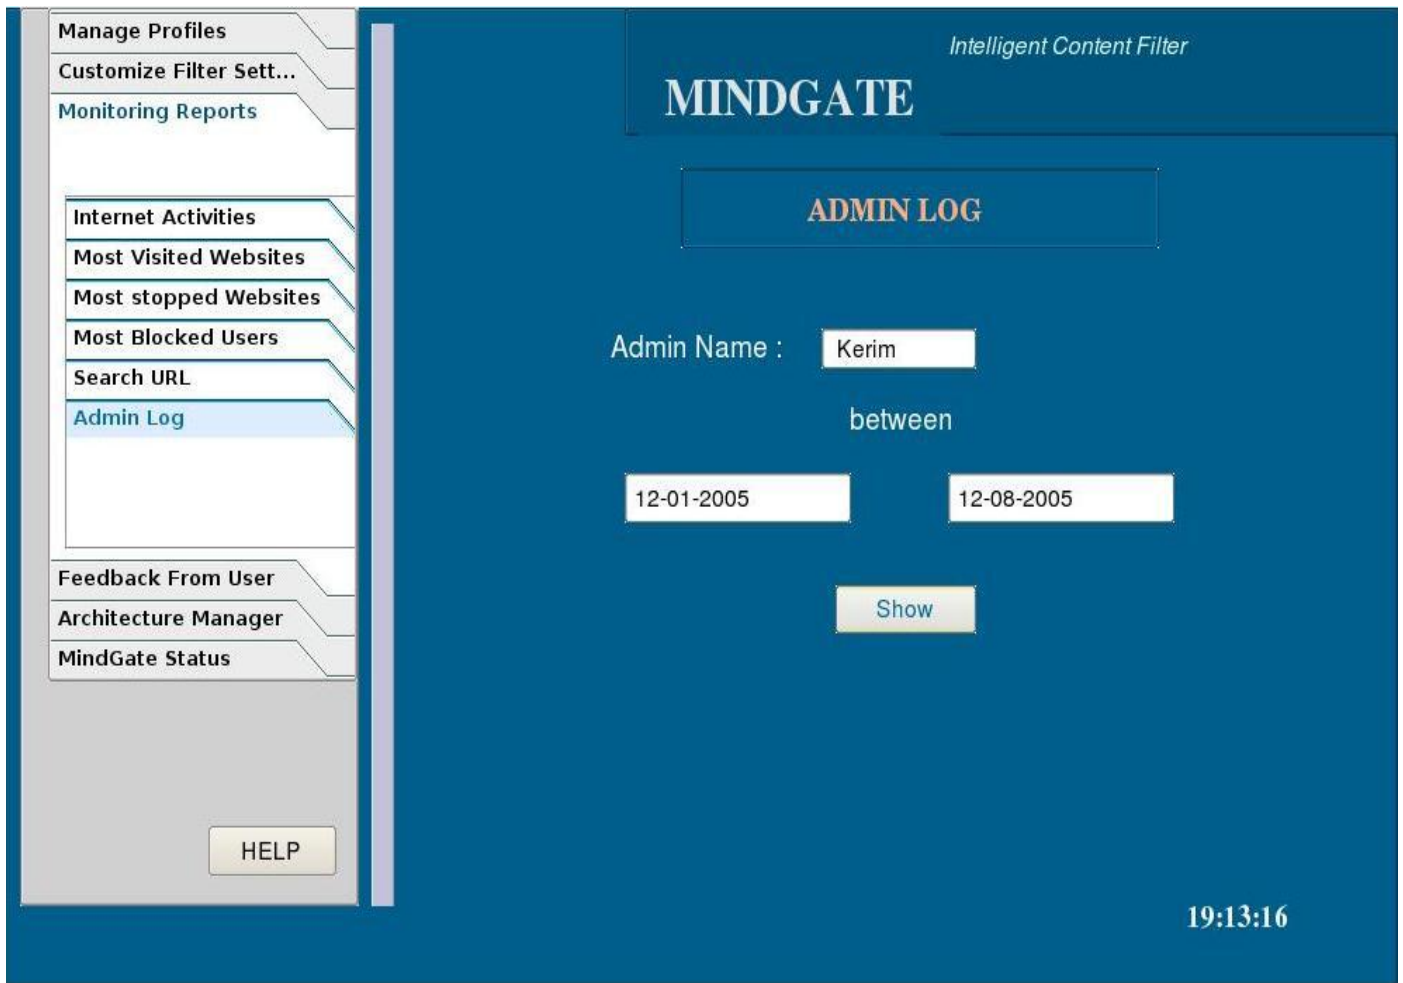 Manage Profiles
Customize Filter Sett...
Monitoring Reports
Internet Activities
Most Visited Websites
Most stopped Websites
Most Blocked Users
Search URL
Admin Log
Feedback From User
Architecture Manager
MindGate Status
HELP
Intelligent Content Filter
MINDGATE
ADMIN LOG
Admin Name : Kerim
between
12-01-2005 12-08-2005
Show
19:13:16